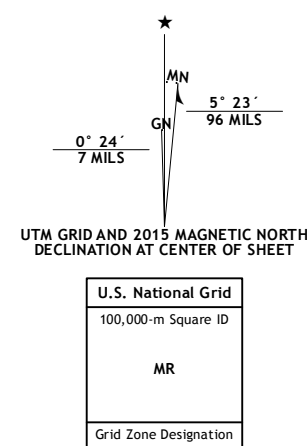 ★
MN
GN
5° 23´
96 MILS
0° 24´
7 MILS
UTM GRID AND 2015 MAGNETIC NORTH
DECLINATION AT CENTER OF SHEET
U.S. National Grid
100,000-m Square ID
MR
Grid Zone Designation